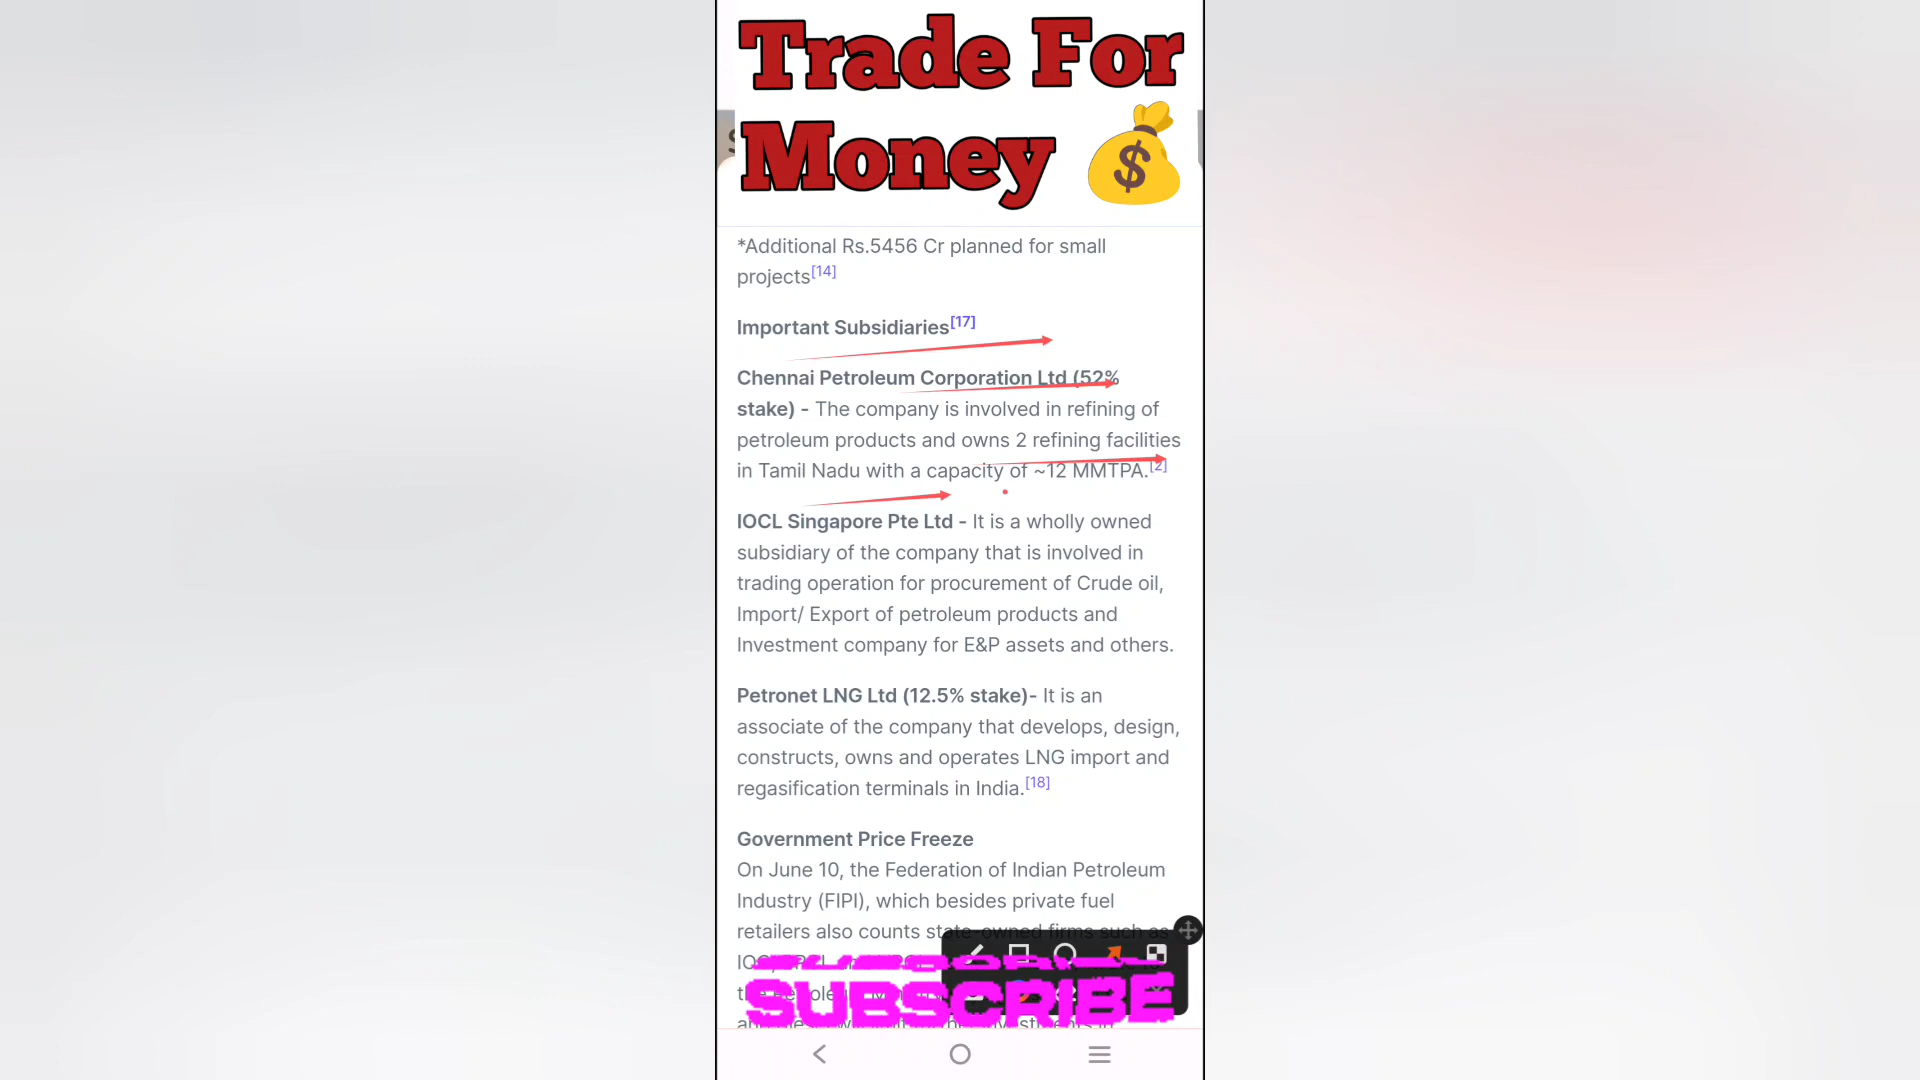 Trade For
Money
*Additional Rs.5456 Cr planned for small
projects[14]
Important Subsidiaries[17]
Chennai Petroleum Corporation Ltd (52%
stake) - The company is involved in refining of
petroleum products and owns 2 refining facilities
in Tamil Nadu with a capacity of ~12 MMTPA.[2]
IOCL Singapore Pte Ltd - It is a wholly owned
subsidiary of the company that is involved in
trading operation for procurement of Crude oil,
Import/ Export of petroleum products and
Investment company for E&P assets and others.
Petronet LNG Ltd (12.5% stake)- It is an
associate of the company that develops, design,
constructs, owns and operates LNG import and
regasification terminals in India.[18]
Government Price Freeze
On June 10, the Federation of Indian Petroleum
Industry (FIPI), which besides private fuel
retailers also counts state-owned firms such as
SUBSCRIBE